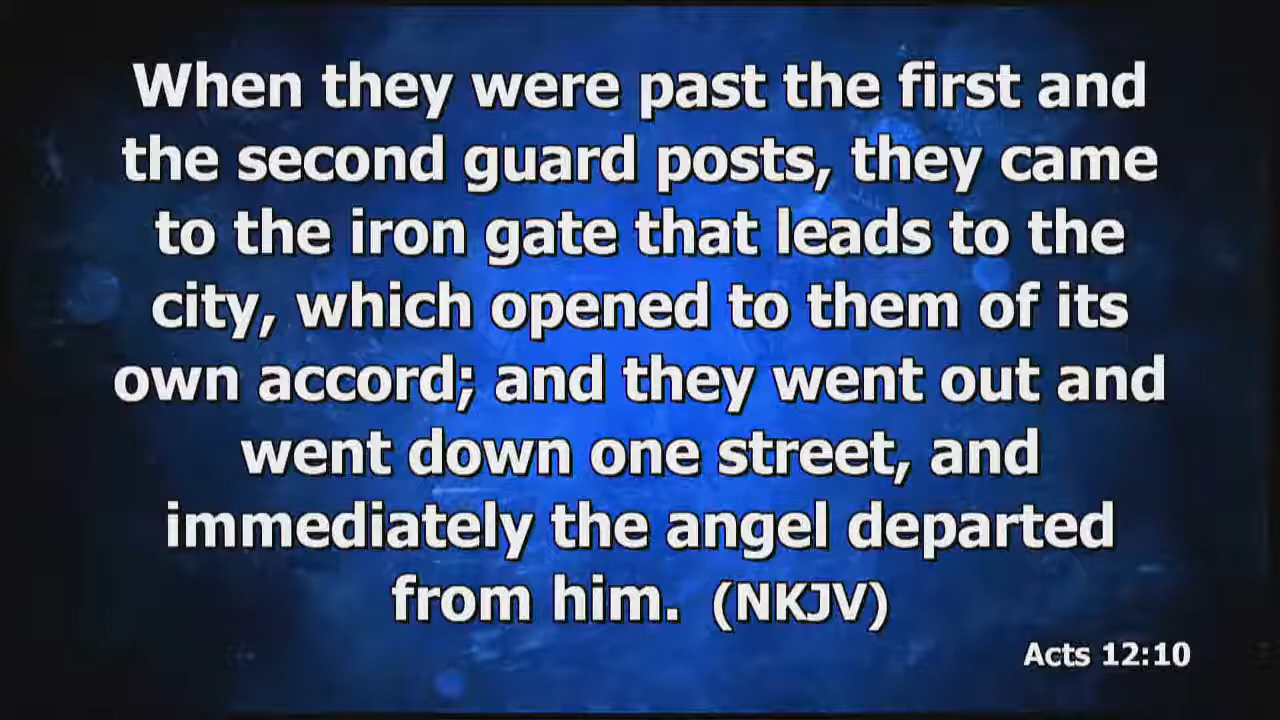 When they were past the first and
the second guard posts, they came
to the iron gate that leads to the
city, which opened to them of its
own accord; and they went out and
went down one street, and
immediately the angel departed
from him. (NKJV)
Acts 12:10